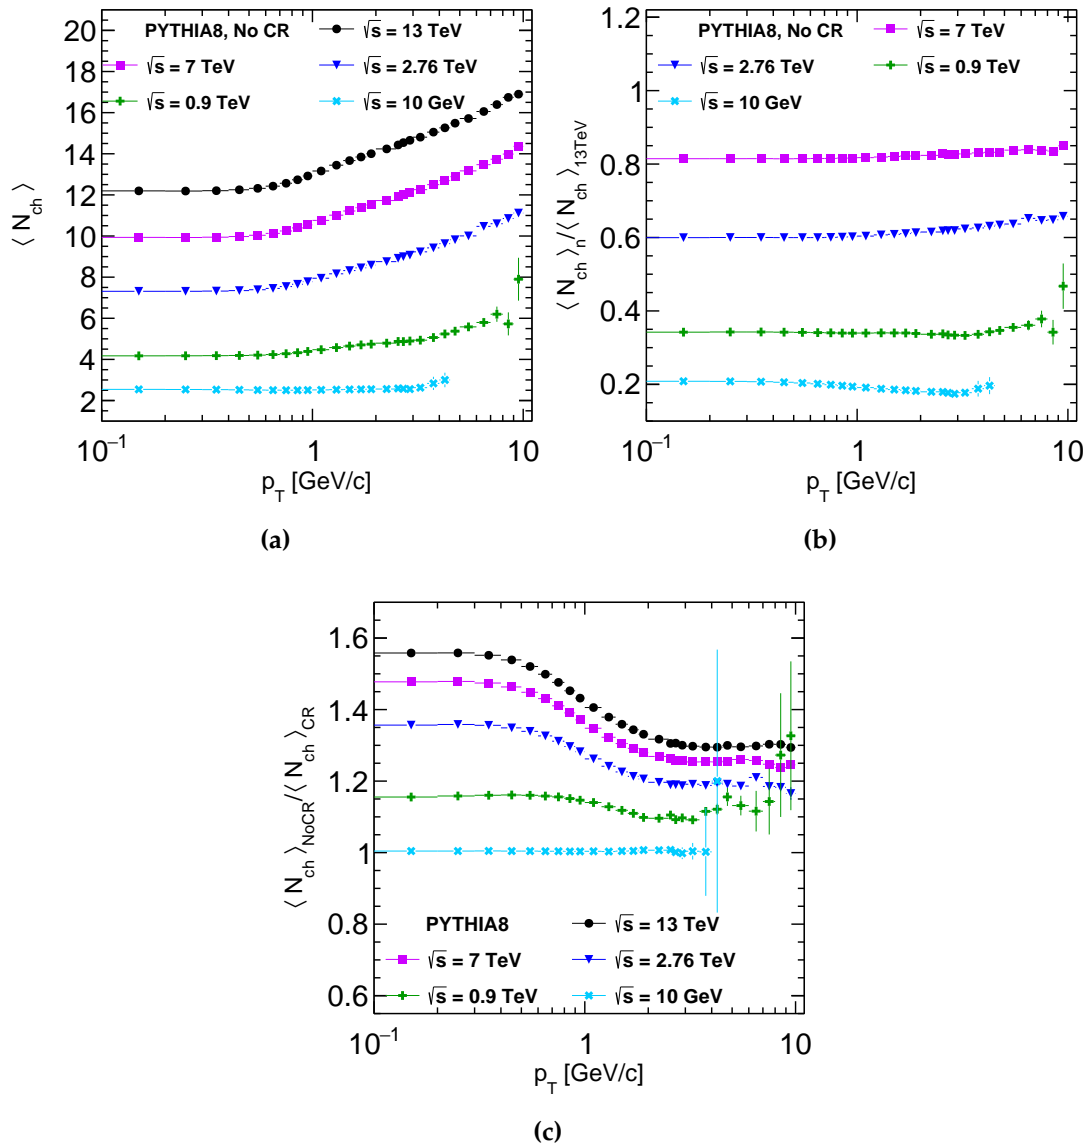 PYTHIA8, No CR
√s = 13 TeV
√s = 7 TeV
√s = 2.76 TeV
√s = 0.9 TeV
√s = 10 GeV
20
18
16
14
12
10
8
6
4
2
⟨ N_ch ⟩
10⁻¹ 1 10
p_T [GeV/c]
(a)
PYTHIA8, No CR
√s = 7 TeV
√s = 2.76 TeV
√s = 0.9 TeV
√s = 10 GeV
1.2
1
0.8
0.6
0.4
0.2
⟨ N_ch ⟩_n/⟨ N_ch ⟩_13TeV
10⁻¹ 1 10
p_T [GeV/c]
(b)
1.6
1.4
1.2
1
0.8
0.6
⟨ N_ch ⟩_NoCR/⟨ N_ch ⟩_CR
PYTHIA8
√s = 13 TeV
√s = 7 TeV
√s = 2.76 TeV
√s = 0.9 TeV
√s = 10 GeV
10⁻¹ 1 10
p_T [GeV/c]
(c)